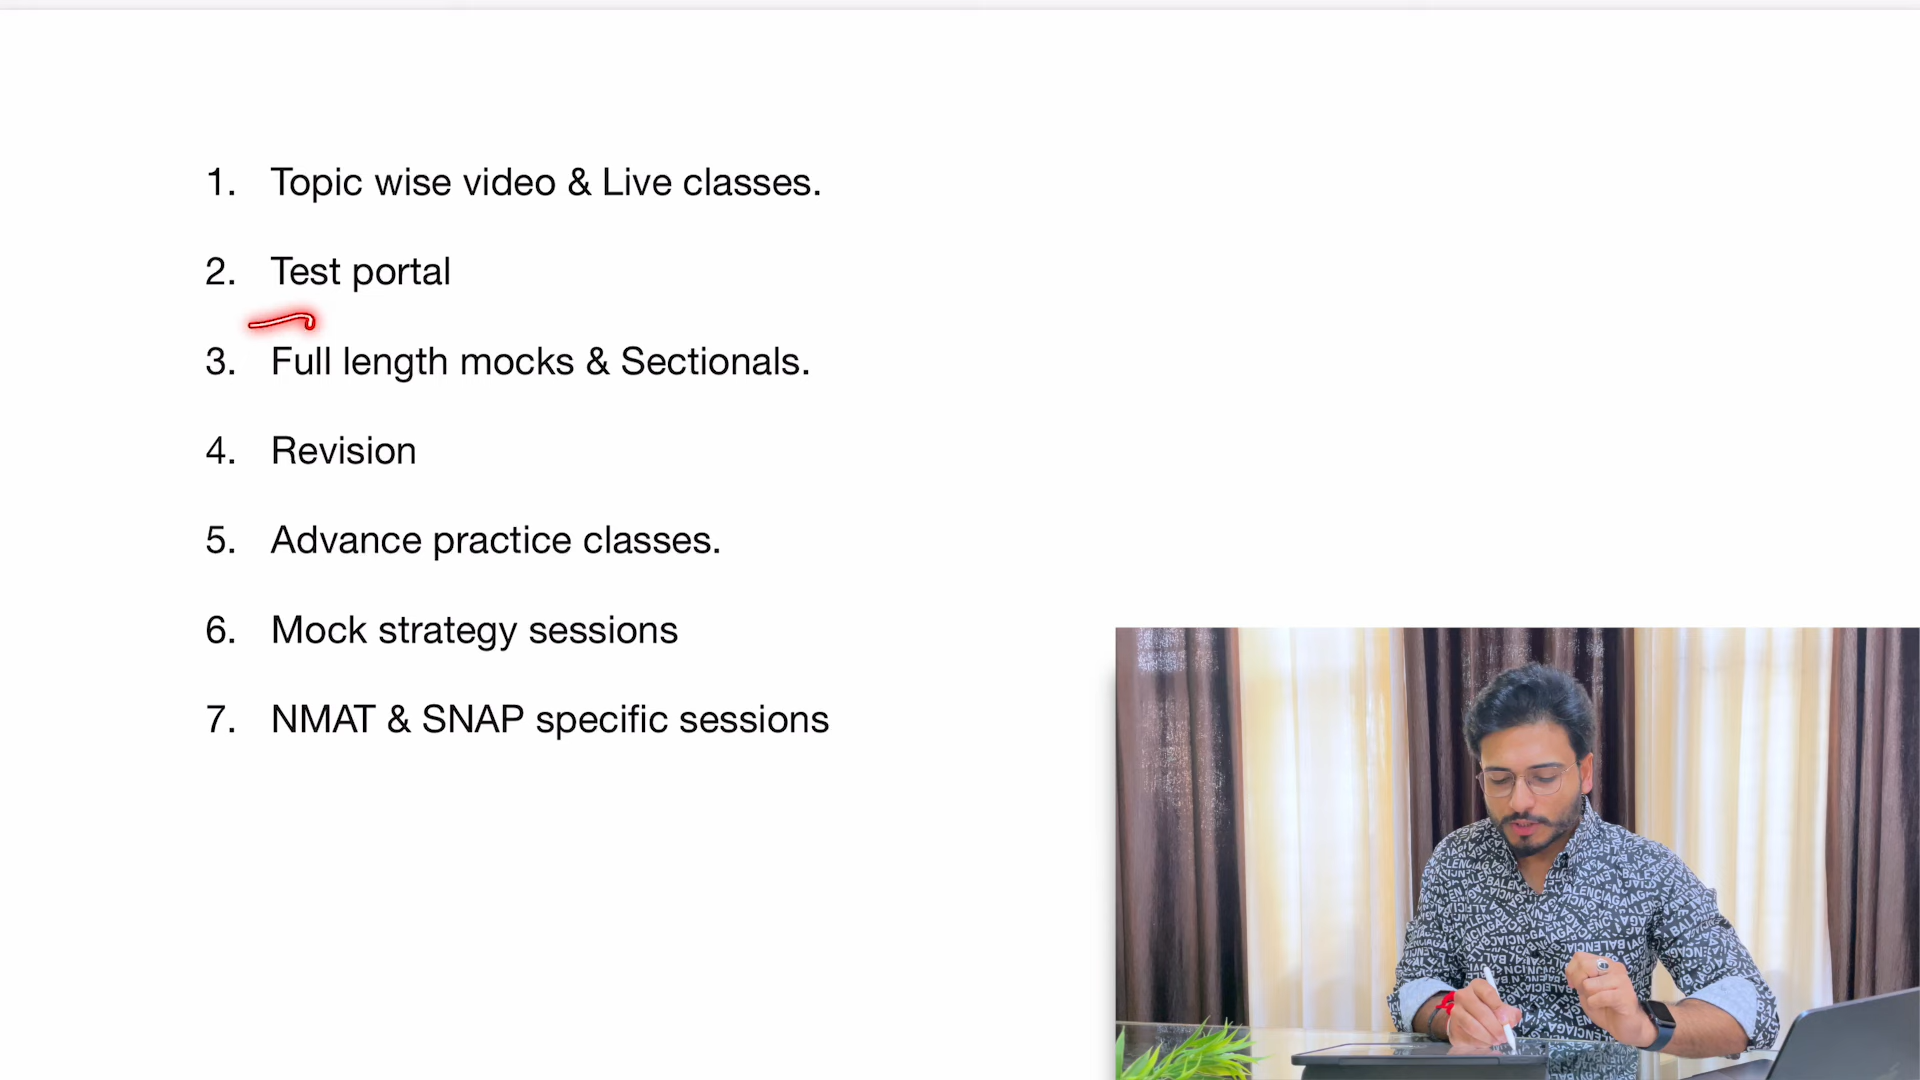 1. Topic wise video & Live classes.
2. Test portal
3. Full length mocks & Sectionals.
4. Revision
5. Advance practice classes.
6. Mock strategy sessions
7. NMAT & SNAP specific sessions